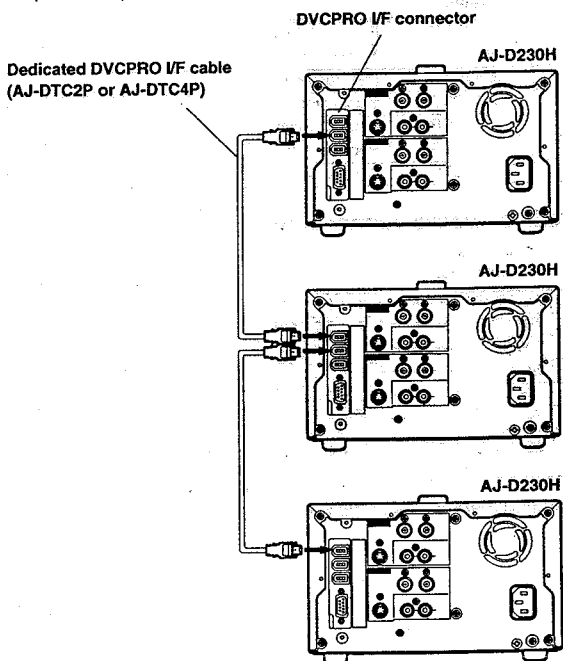 DVCPRO I/F connector
AJ-D230H
Dedicated DVCPRO I/F cable
(AJ-DTC2P or AJ-DTC4P)
AJ-D230H
AJ-D230H